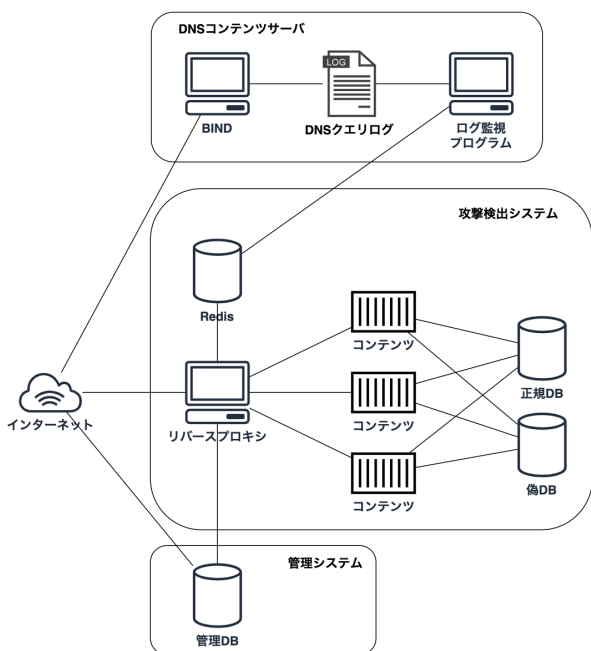 DNSコンテンツサーバ
LOG
BIND
DNSクエリログ
ログ監視
プログラム
攻撃検出システム
Redis
コンテンツ
正規DB
インターネット
リバースプロキシ
コンテンツ
偽DB
コンテンツ
管理システム
管理DB